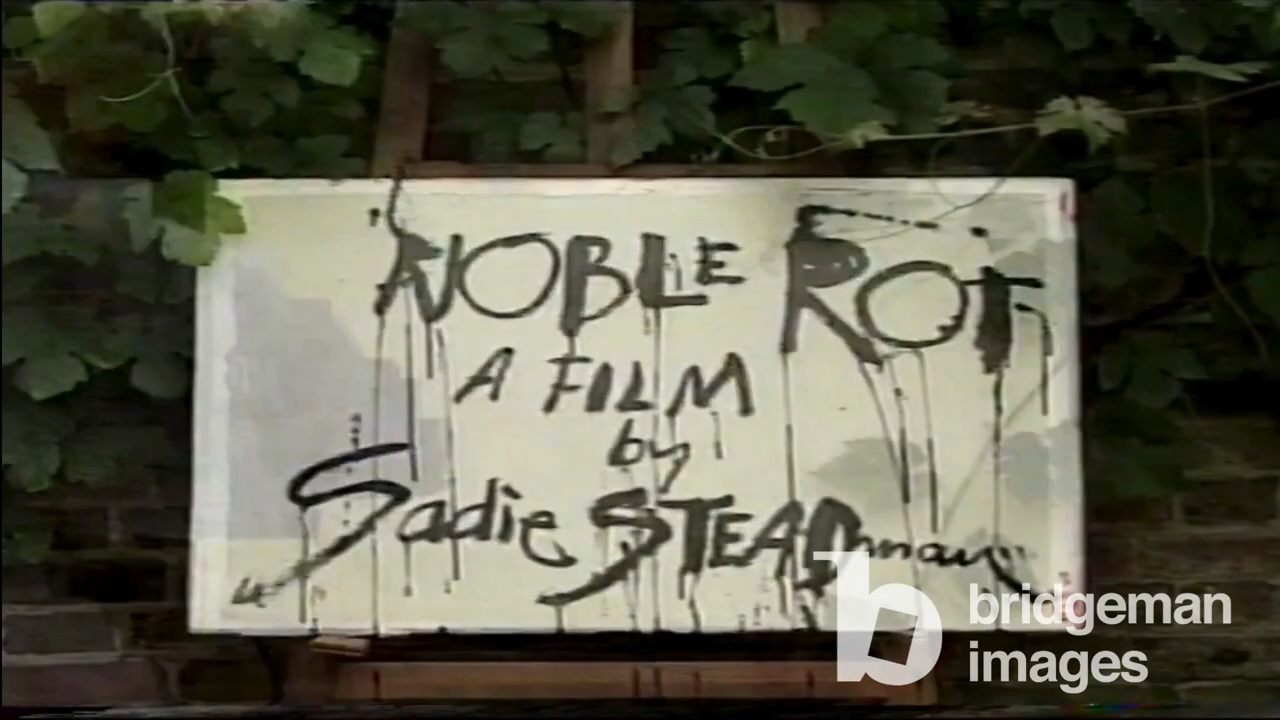 NOBLE ROT
A FILM
by
Sadie STEADman
bridgeman
images